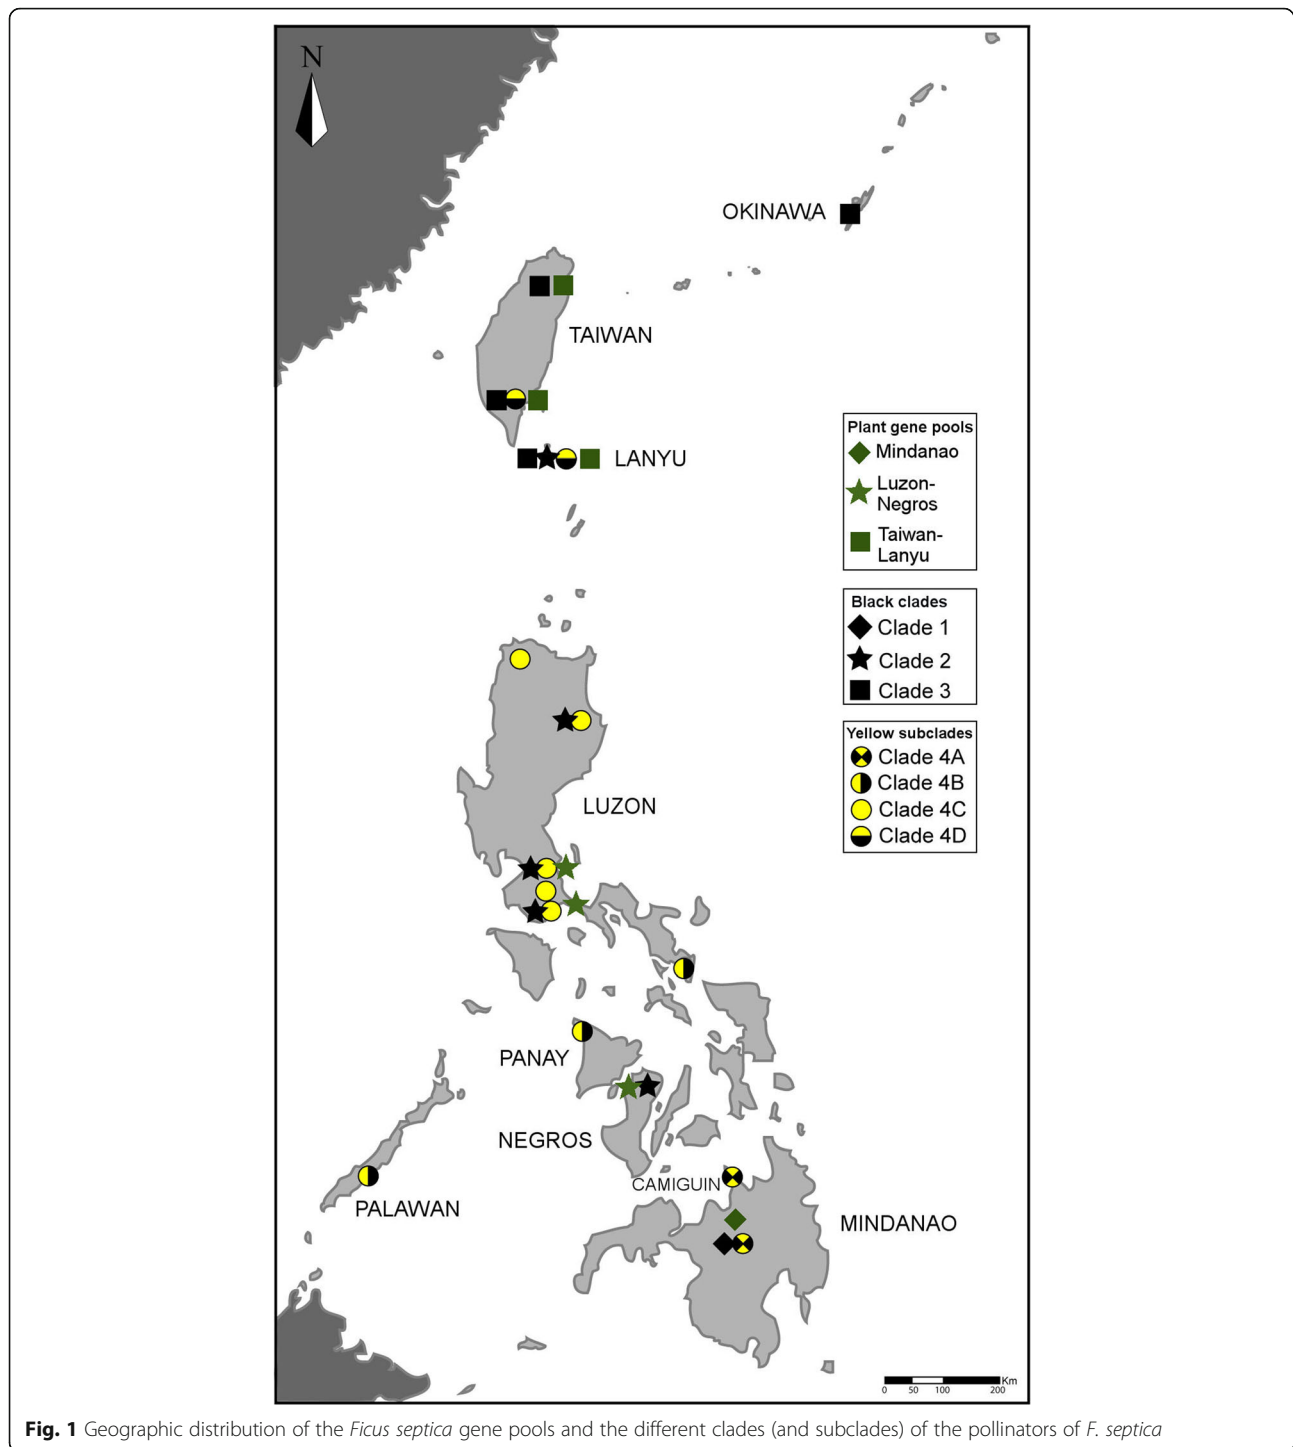 N
OKINAWA
TAIWAN
LANYU
Plant gene pools
Mindanao
Luzon-
Negros
Taiwan-
Lanyu
Black clades
Clade 1
Clade 2
Clade 3
Yellow subclades
Clade 4A
Clade 4B
Clade 4C
Clade 4D
LUZON
PANAY
NEGROS
CAMIGUIN
PALAWAN
MINDANAO
Km
0 50 100 200
Fig. 1 Geographic distribution of the Ficus septica gene pools and the different clades (and subclades) of the pollinators of F. septica